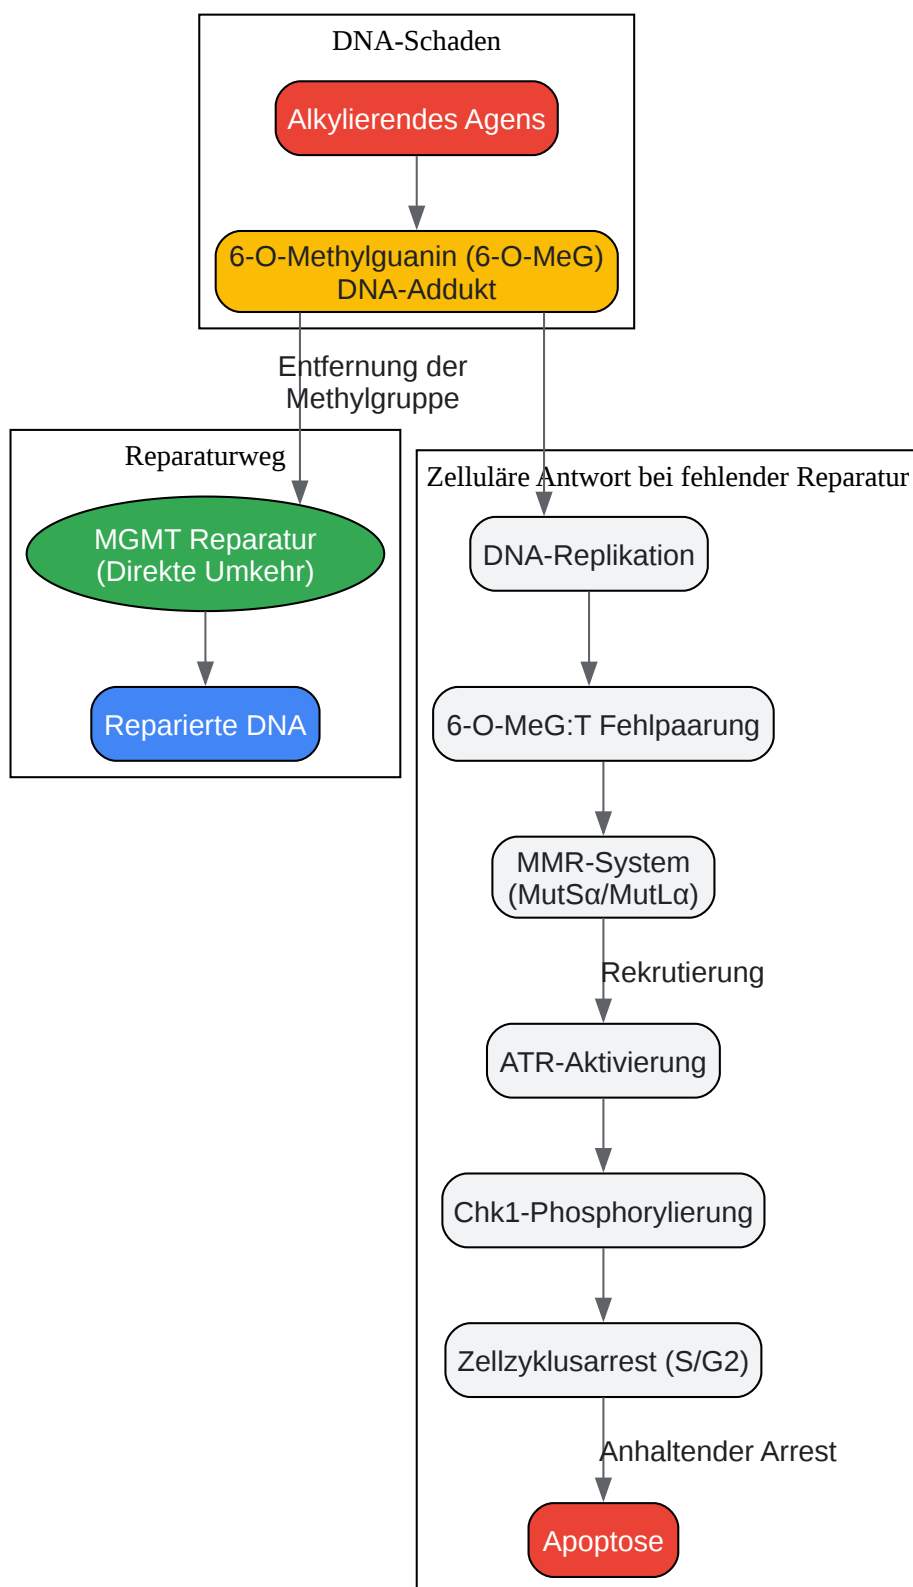 DNA-Schaden
Alkylierendes Agens
6-O-Methylguanin (6-O-MeG)
DNA-Addukt
Entfernung der
Methylgruppe
Reparaturweg
MGMT Reparatur
(Direkte Umkehr)
Reparierte DNA
Zelluläre Antwort bei fehlender Reparatur
DNA-Replikation
6-O-MeG:T Fehlpaarung
MMR-System
(MutSα/MutLα)
Rekrutierung
ATR-Aktivierung
Chk1-Phosphorylierung
Zellzyklusarrest (S/G2)
Anhaltender Arrest
Apoptose